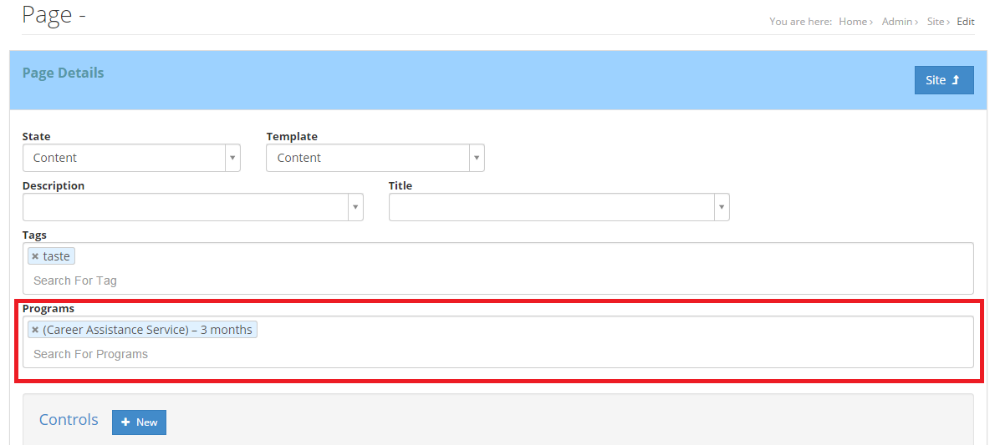 Page -
You are here: Home › Admin › Site › Edit
Page Details
Site
State Template
Content Content
Description Title
Tags
× taste
Search For Tag
Programs
× (Career Assistance Service) – 3 months
Search For Programs
Controls + New